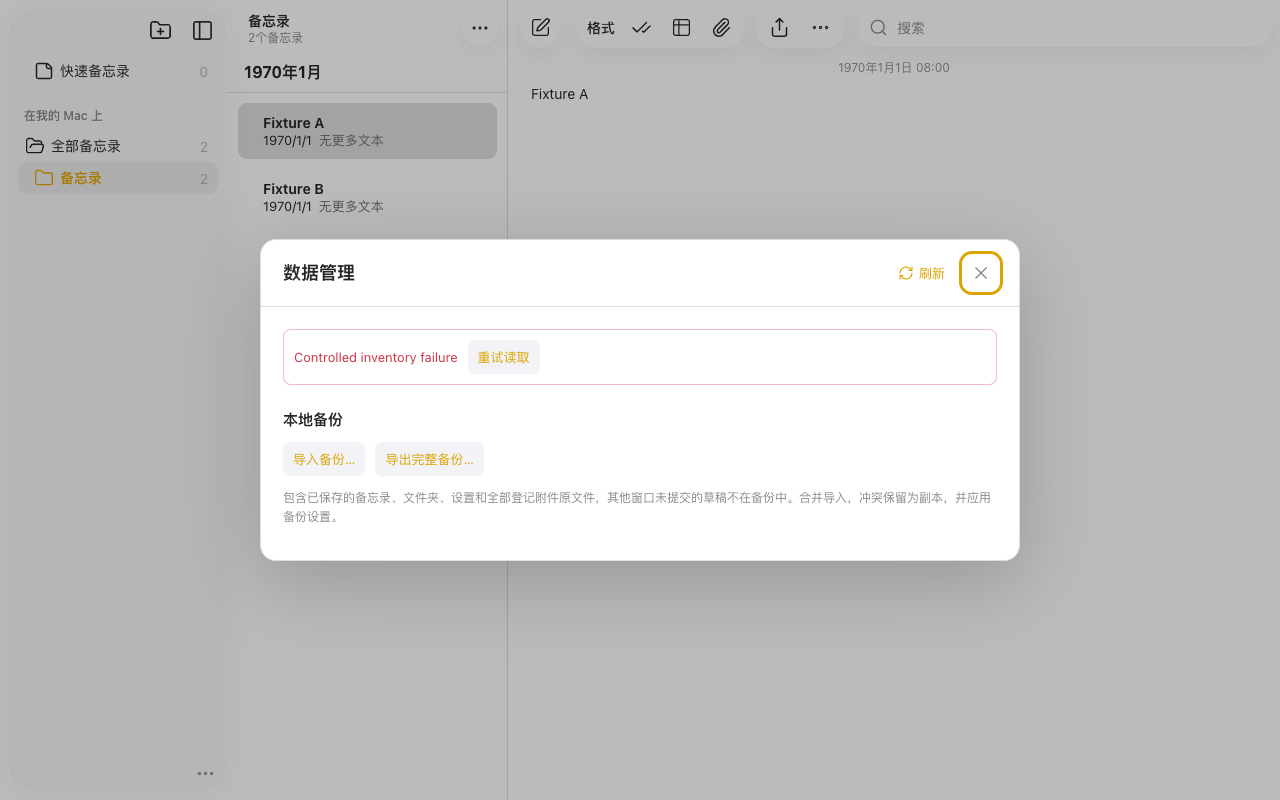 快速备忘录 0
在我的 Mac 上
全部备忘录 2
备忘录 2
备忘录
2个备忘录
1970年1月
Fixture A
1970/1/1 无更多文本
Fixture B
1970/1/1 无更多文本
格式
搜索
1970年1月1日 08:00
Fixture A
数据管理
刷新
Controlled inventory failure 重试读取
本地备份
导入备份... 导出完整备份...
包含已保存的备忘录、文件夹、设置和全部登记附件原文件，其他窗口未提交的草稿不在备份中。合并导入，冲突保留为副本，并应用
备份设置。